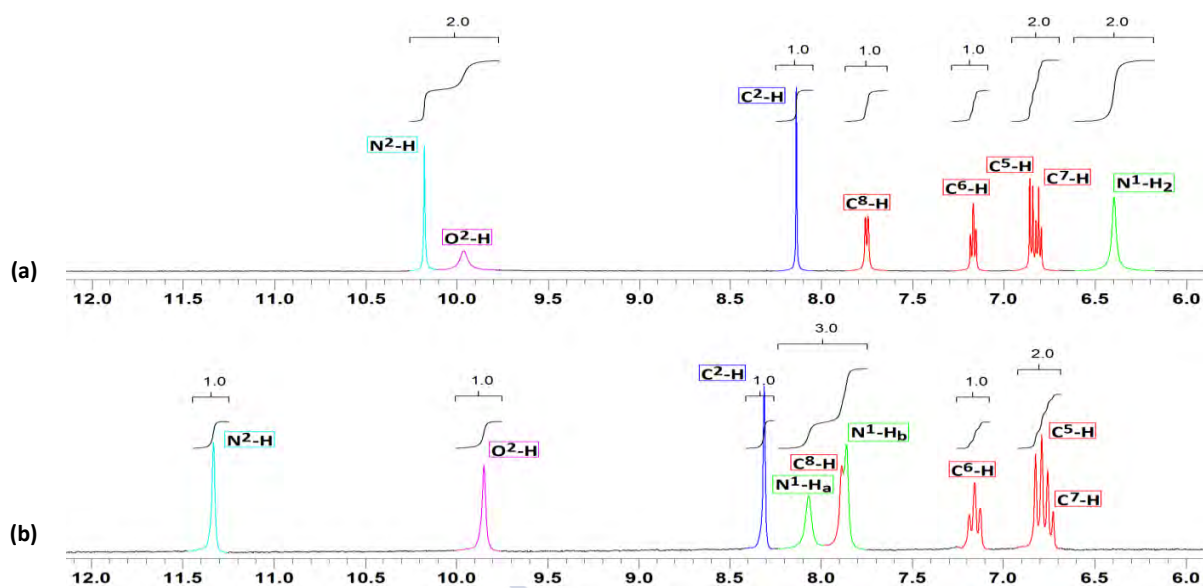 2.0 1.0 1.0 1.0 2.0 2.0
C²-H
N²-H O²-H C⁸-H C⁶-H C⁵-H C⁷-H N¹-H₂
(a)
12.0 11.5 11.0 10.5 10.0 9.5 9.0 8.5 8.0 7.5 7.0 6.5 6.0
1.0 1.0 1.0 3.0 1.0 2.0
C²-H
N²-H O²-H N¹-Hₐ C⁸-H N¹-H_b C⁶-H C⁵-H C⁷-H
(b)
12.0 11.5 11.0 10.5 10.0 9.5 9.0 8.5 8.0 7.5 7.0 6.5 6.0